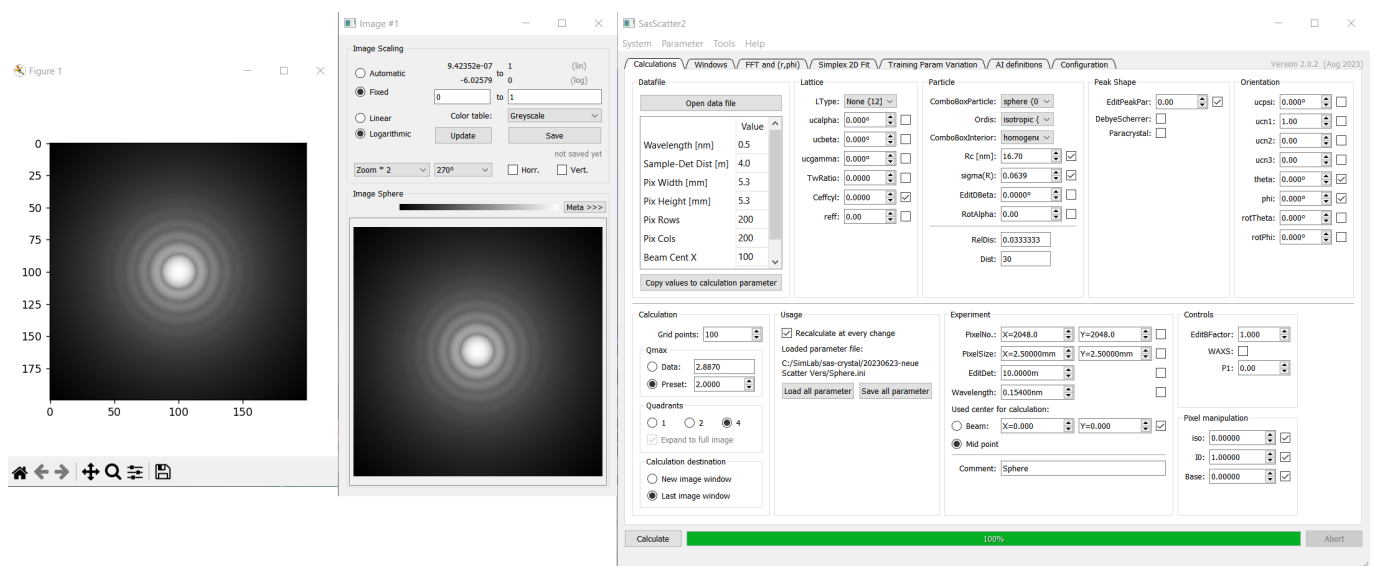 Figure 1
0
25
50
75
100
125
150
175
0
50
100
150
Image #1
Image Scaling
Automatic
9.42352e-07 to 1 (lin)
-6.02579 0 (log)
Fixed
0 to 1
Linear
Color table: Greyscale
Logarithmic
Update
Save
not saved yet
Zoom * 2
270°
Horr.
Vert.
Image Sphere
Meta >>>
SasScatter2
System Parameter Tools Help
Calculations Windows FFT and (r,phi) Simplex 2D Fit Training Param Variation AI definitions Configuration
Version 2.0.2 (Aug 2023)
Datafile
Open data file
Value
Wavelength [nm] 0.5
Sample-Det Dist [m] 4.0
Pix Width [mm] 5.3
Pix Height [mm] 5.3
Pix Rows 200
Pix Cols 200
Beam Cent X 100
Copy values to calculation parameter
Lattice
LType: None {12}
ucalpha: 0.000°
ucbeta: 0.000°
ucgamma: 0.000°
TwRatio: 0.0000
Ceffcyl: 0.0000
reff: 0.00
Particle
ComboBoxParticle: sphere {0
Ordis: isotropic {
ComboBoxInterior: homogene
Rc [nm]: 16.70
sigma(R): 0.0639
EditDBeta: 0.0000°
RotAlpha: 0.00
RelDis: 0.0333333
Dist: 30
Peak Shape
EditPeakPar: 0.00
DebyeScherrer:
Paracrystal:
Orientation
ucpsi: 0.000°
ucn1: 1.00
ucn2: 0.00
ucn3: 0.00
theta: 0.000°
phi: 0.000°
rotTheta: 0.000°
rotPhi: 0.000°
Calculation
Grid points: 100
Qmax
Data: 2.8870
Preset: 2.0000
Quadrants
1 2 4
Expand to full image
Calculation destination
New image window
Last image window
Usage
Recalculate at every change
Loaded parameter file:
C:/SimLab/sas-crystal/20230623-neue
Scatter Vers/Sphere.ini
Load all parameter
Save all parameter
Experiment
PixelNo.: X=2048.0 Y=2048.0
PixelSize: X=2.50000mm Y=2.50000mm
EditDet: 10.0000m
Wavelength: 0.15400nm
Used center for calculation:
Beam: X=0.000 Y=0.000
Mid point
Comment: Sphere
Controls
EditBFactor: 1.000
WAXS:
P1: 0.00
Pixel manipulation
iso: 0.00000
I0: 1.00000
Base: 0.00000
Calculate
100%
Abort